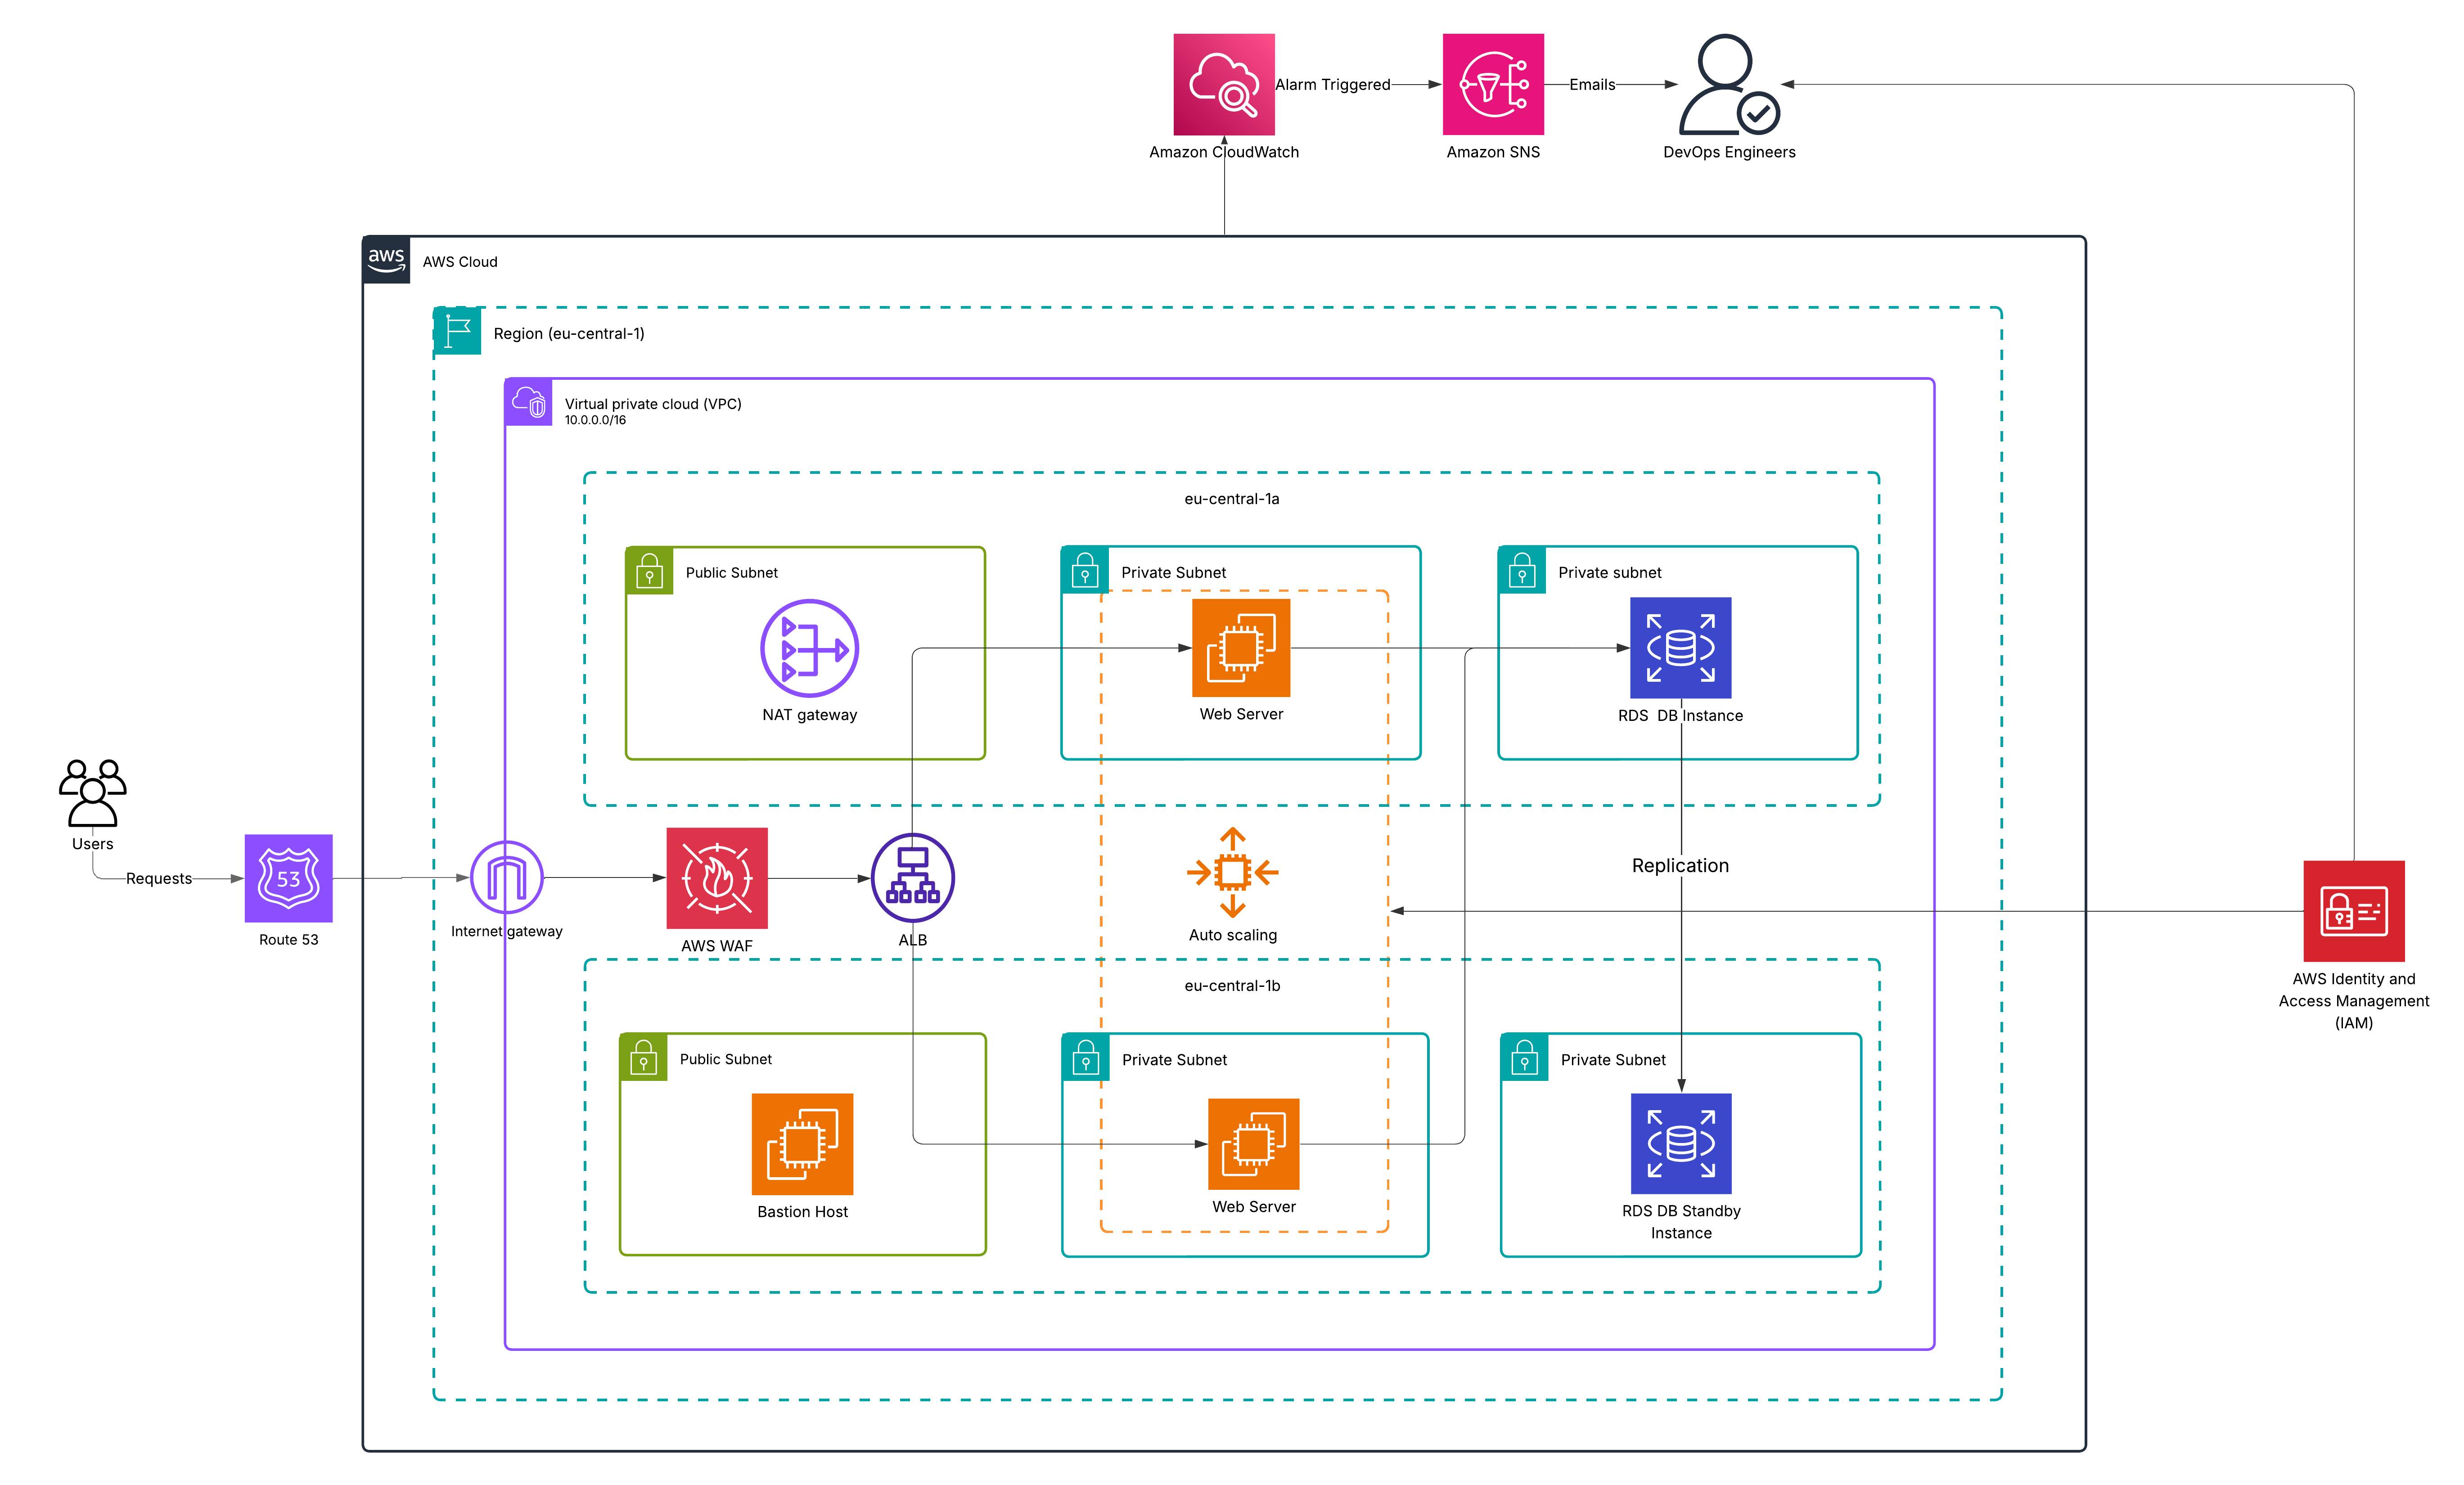 Alarm Triggered
Emails
Amazon CloudWatch
Amazon SNS
DevOps Engineers
aws
AWS Cloud
Region (eu-central-1)
Virtual private cloud (VPC)
10.0.0.0/16
eu-central-1a
Public Subnet
Private Subnet
Private subnet
NAT gateway
Web Server
RDS  DB Instance
Users
Requests
53
Route 53
Internet gateway
AWS WAF
ALB
Auto scaling
Replication
AWS Identity and
Access Management
(IAM)
eu-central-1b
Public Subnet
Private Subnet
Private Subnet
Bastion Host
Web Server
RDS DB Standby
Instance